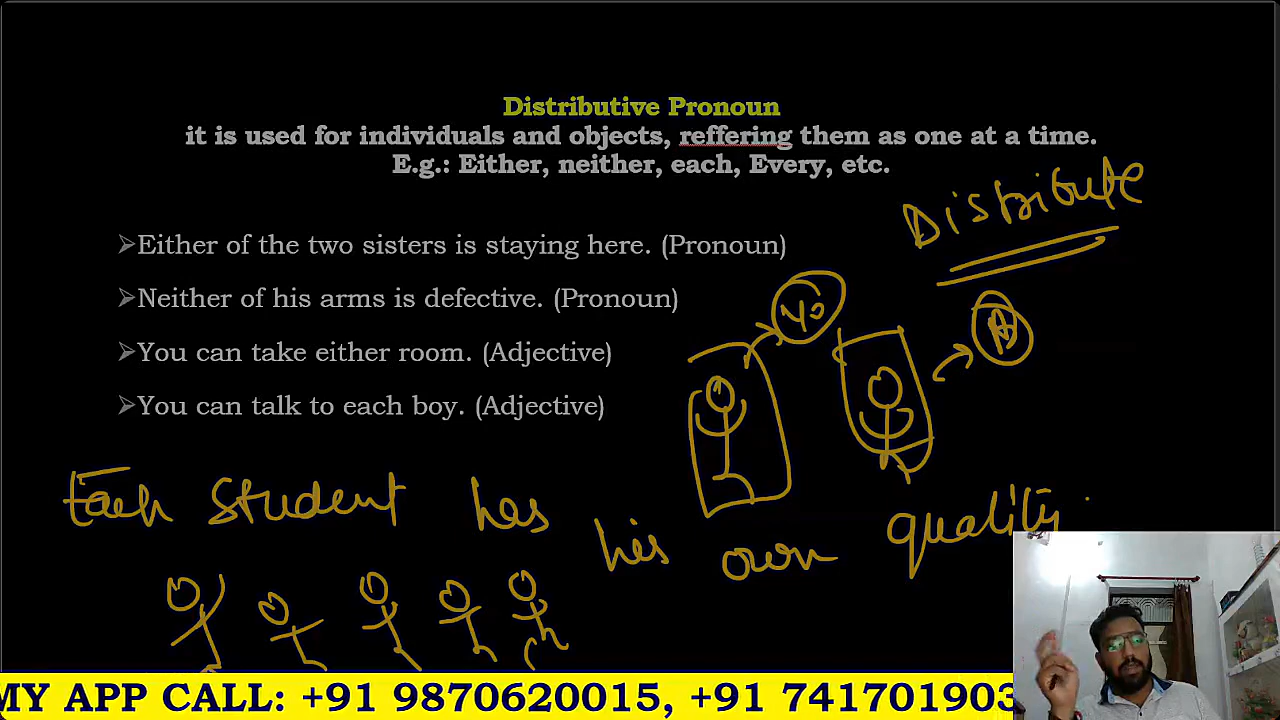 Distributive Pronoun
it is used for individuals and objects, reffering them as one at a time.
E.g.: Either, neither, each, Every, etc.
Distribute
➢Either of the two sisters is staying here. (Pronoun)
➢Neither of his arms is defective. (Pronoun)
➢You can take either room. (Adjective)
➢You can talk to each boy. (Adjective)
Each student has his own quality.
MY APP CALL: +91 9870620015, +91 741701903